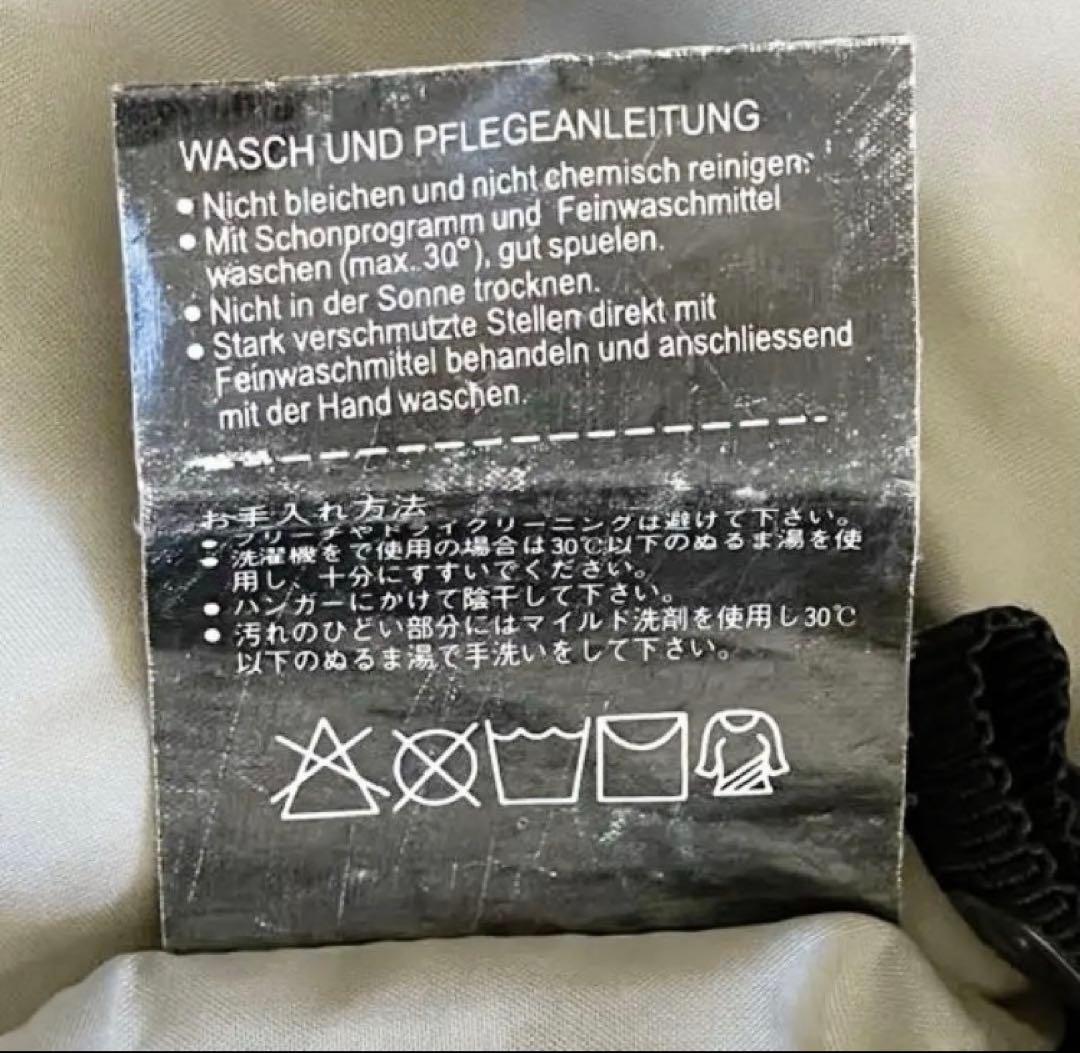 WASCH UND PFLEGEANLEITUNG
• Nicht bleichen und nicht chemisch reinigen.
• Mit Schonprogramm und Feinwaschmittel
waschen (max. 30°), gut spuelen.
• Nicht in der Sonne trocknen.
• Stark verschmutzte Stellen direkt mit
Feinwaschmittel behandeln und anschliessend
mit der Hand waschen.
お手入れ方法
• ブリーチやドライクリーニングは避けて下さい。
• 洗濯機をで使用の場合は30℃以下のぬるま湯を使
用し、十分にすすいでください。
• ハンガーにかけて陰干して下さい。
• 汚れのひどい部分にはマイルド洗剤を使用し30℃
以下のぬるま湯で手洗いをして下さい。